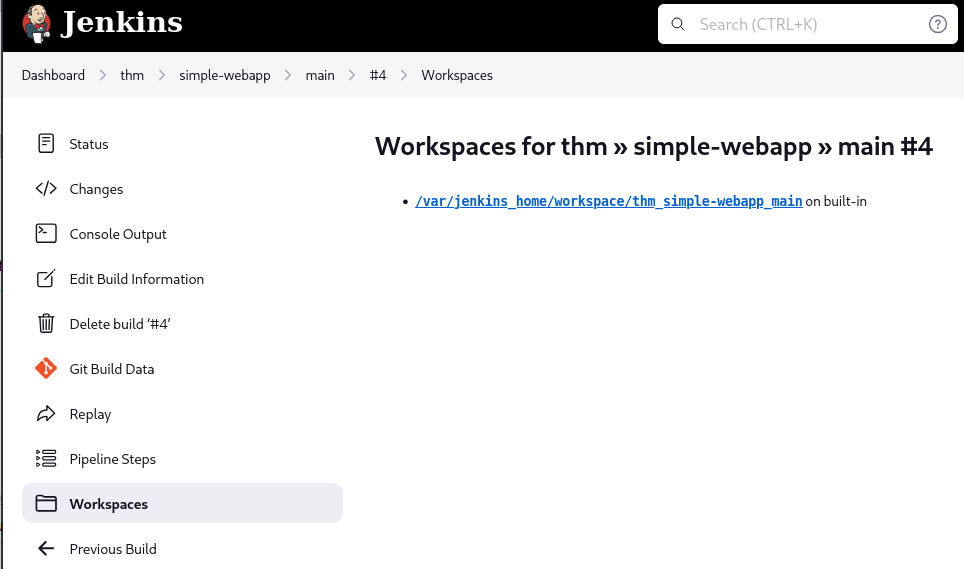 Jenkins
Search (CTRL+K)
Dashboard > thm > simple-webapp > main > #4 > Workspaces
Status
Changes
Console Output
Edit Build Information
Delete build ‘#4’
Git Build Data
Replay
Pipeline Steps
Workspaces
Previous Build
Workspaces for thm » simple-webapp » main #4
• /var/jenkins_home/workspace/thm_simple-webapp_main on built-in